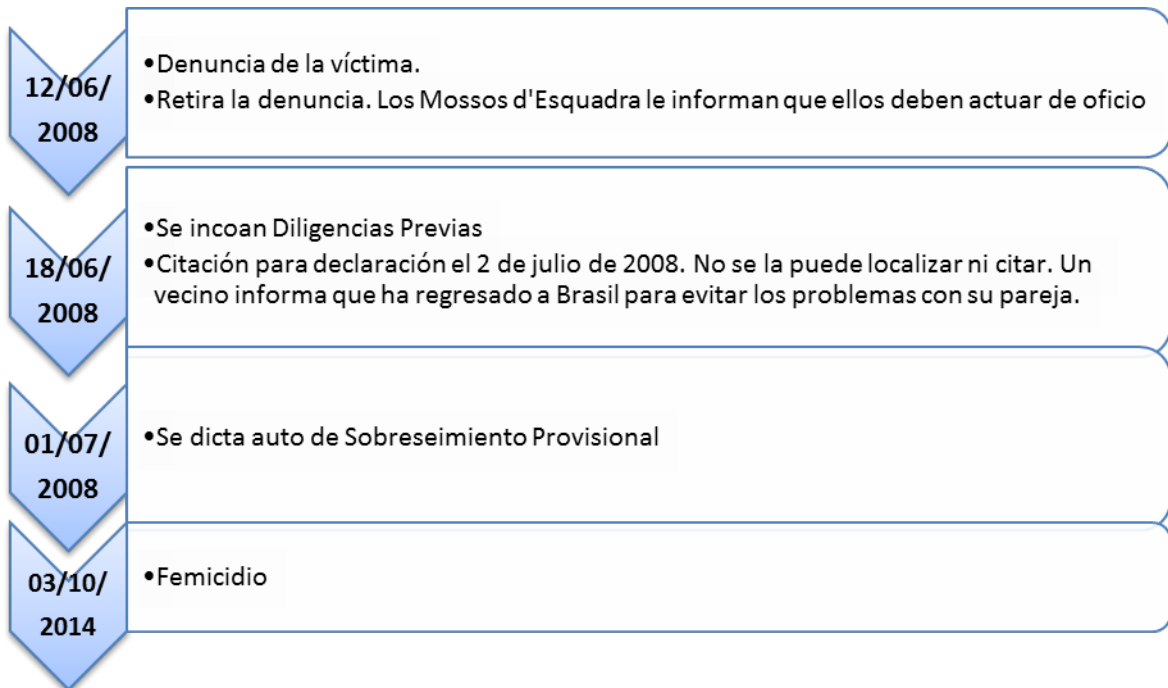 12/06/
2008
•Denuncia de la víctima.
•Retira la denuncia. Los Mossos d'Esquadra le informan que ellos deben actuar de oficio
18/06/
2008
•Se incoan Diligencias Previas
•Citación para declaración el 2 de julio de 2008. No se la puede localizar ni citar. Un
vecino informa que ha regresado a Brasil para evitar los problemas con su pareja.
01/07/
2008
•Se dicta auto de Sobreseimiento Provisional
03/10/
2014
•Femicidio